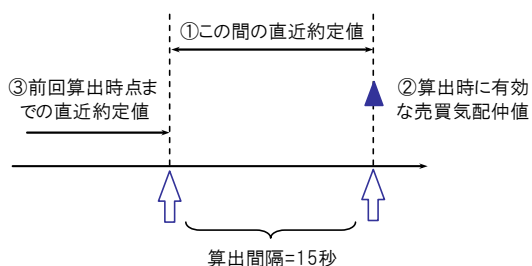 ①この間の直近約定値
③前回算出時点ま
での直近約定値
②算出時に有効
な売買気配仲値
算出間隔=15秒